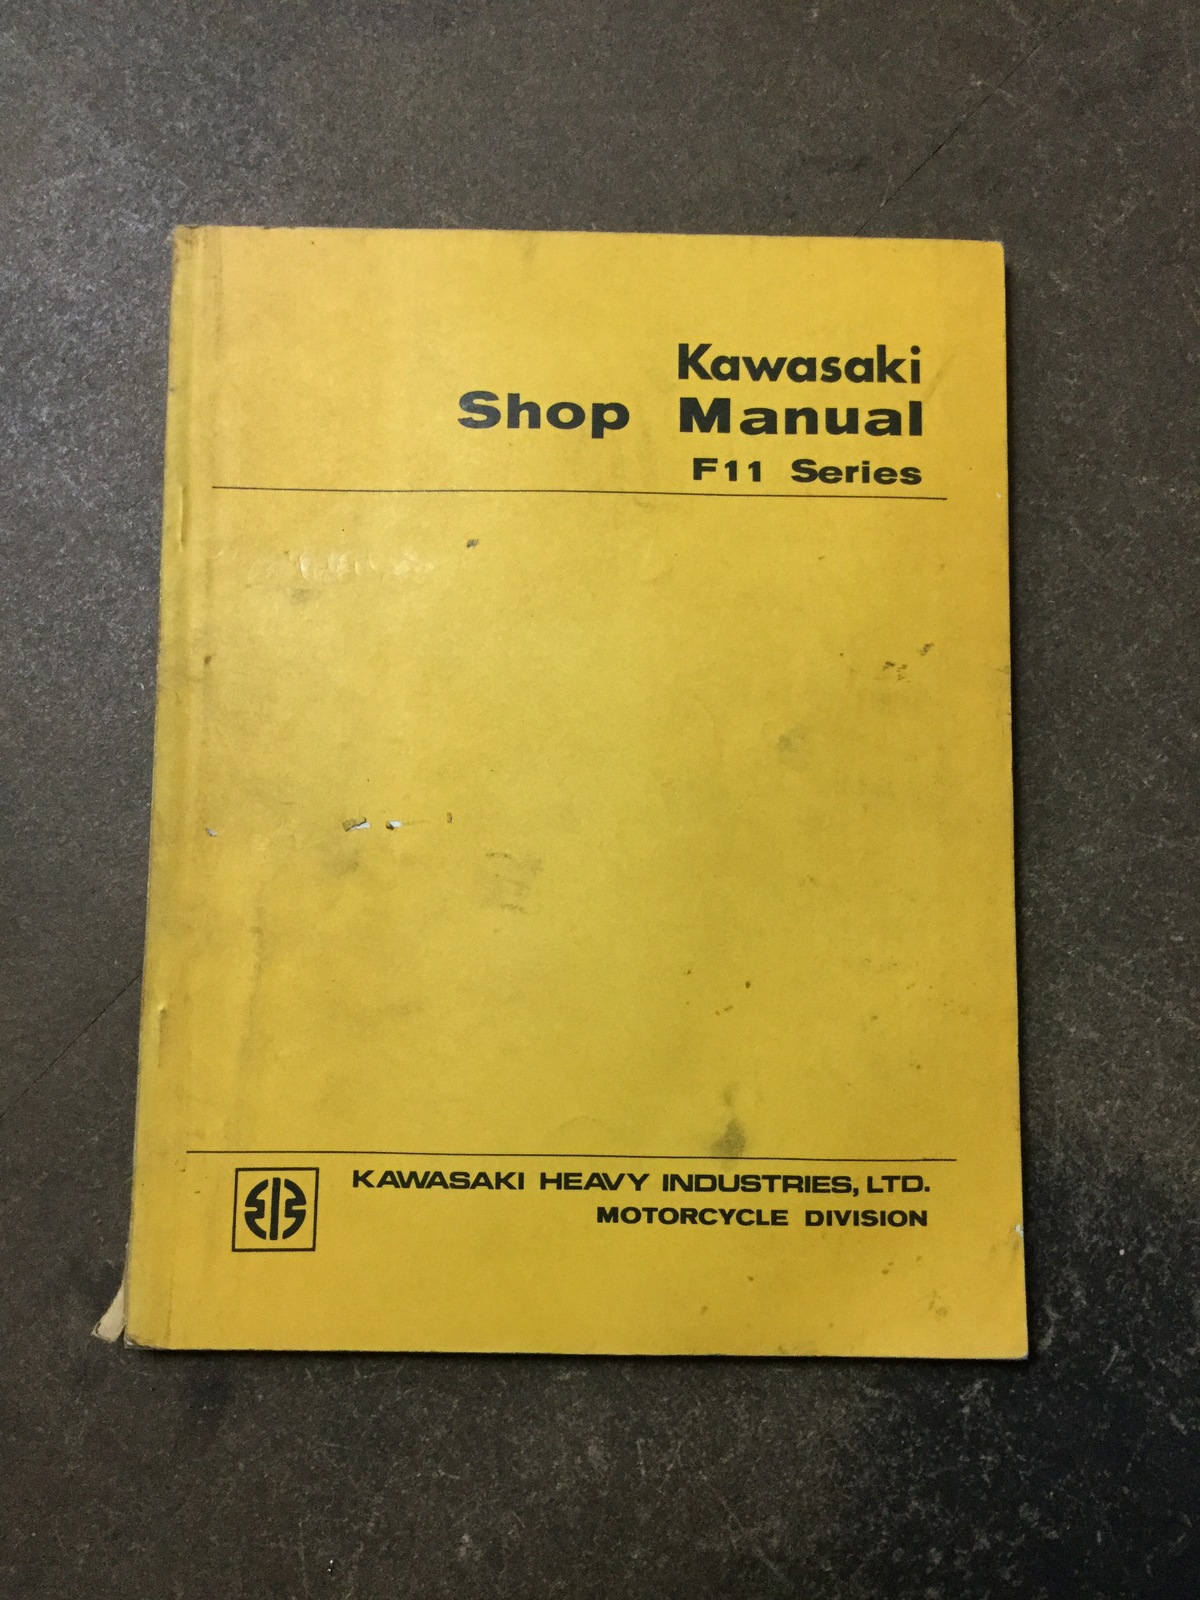 Kawasaki
Shop Manual
F11 Series
KAWASAKI HEAVY INDUSTRIES, LTD.
MOTORCYCLE DIVISION